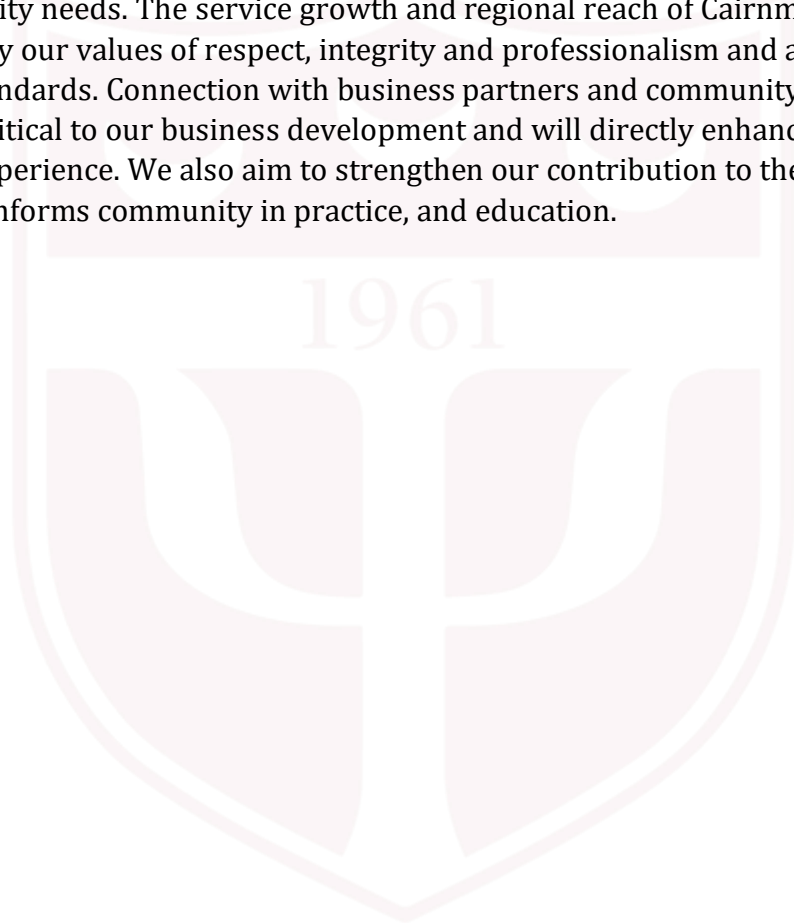 ity needs. The service growth and regional reach of Cairnm
y our values of respect, integrity and professionalism and a
ndards. Connection with business partners and community
itical to our business development and will directly enhanc
perience. We also aim to strengthen our contribution to the
nforms community in practice, and education.
1961